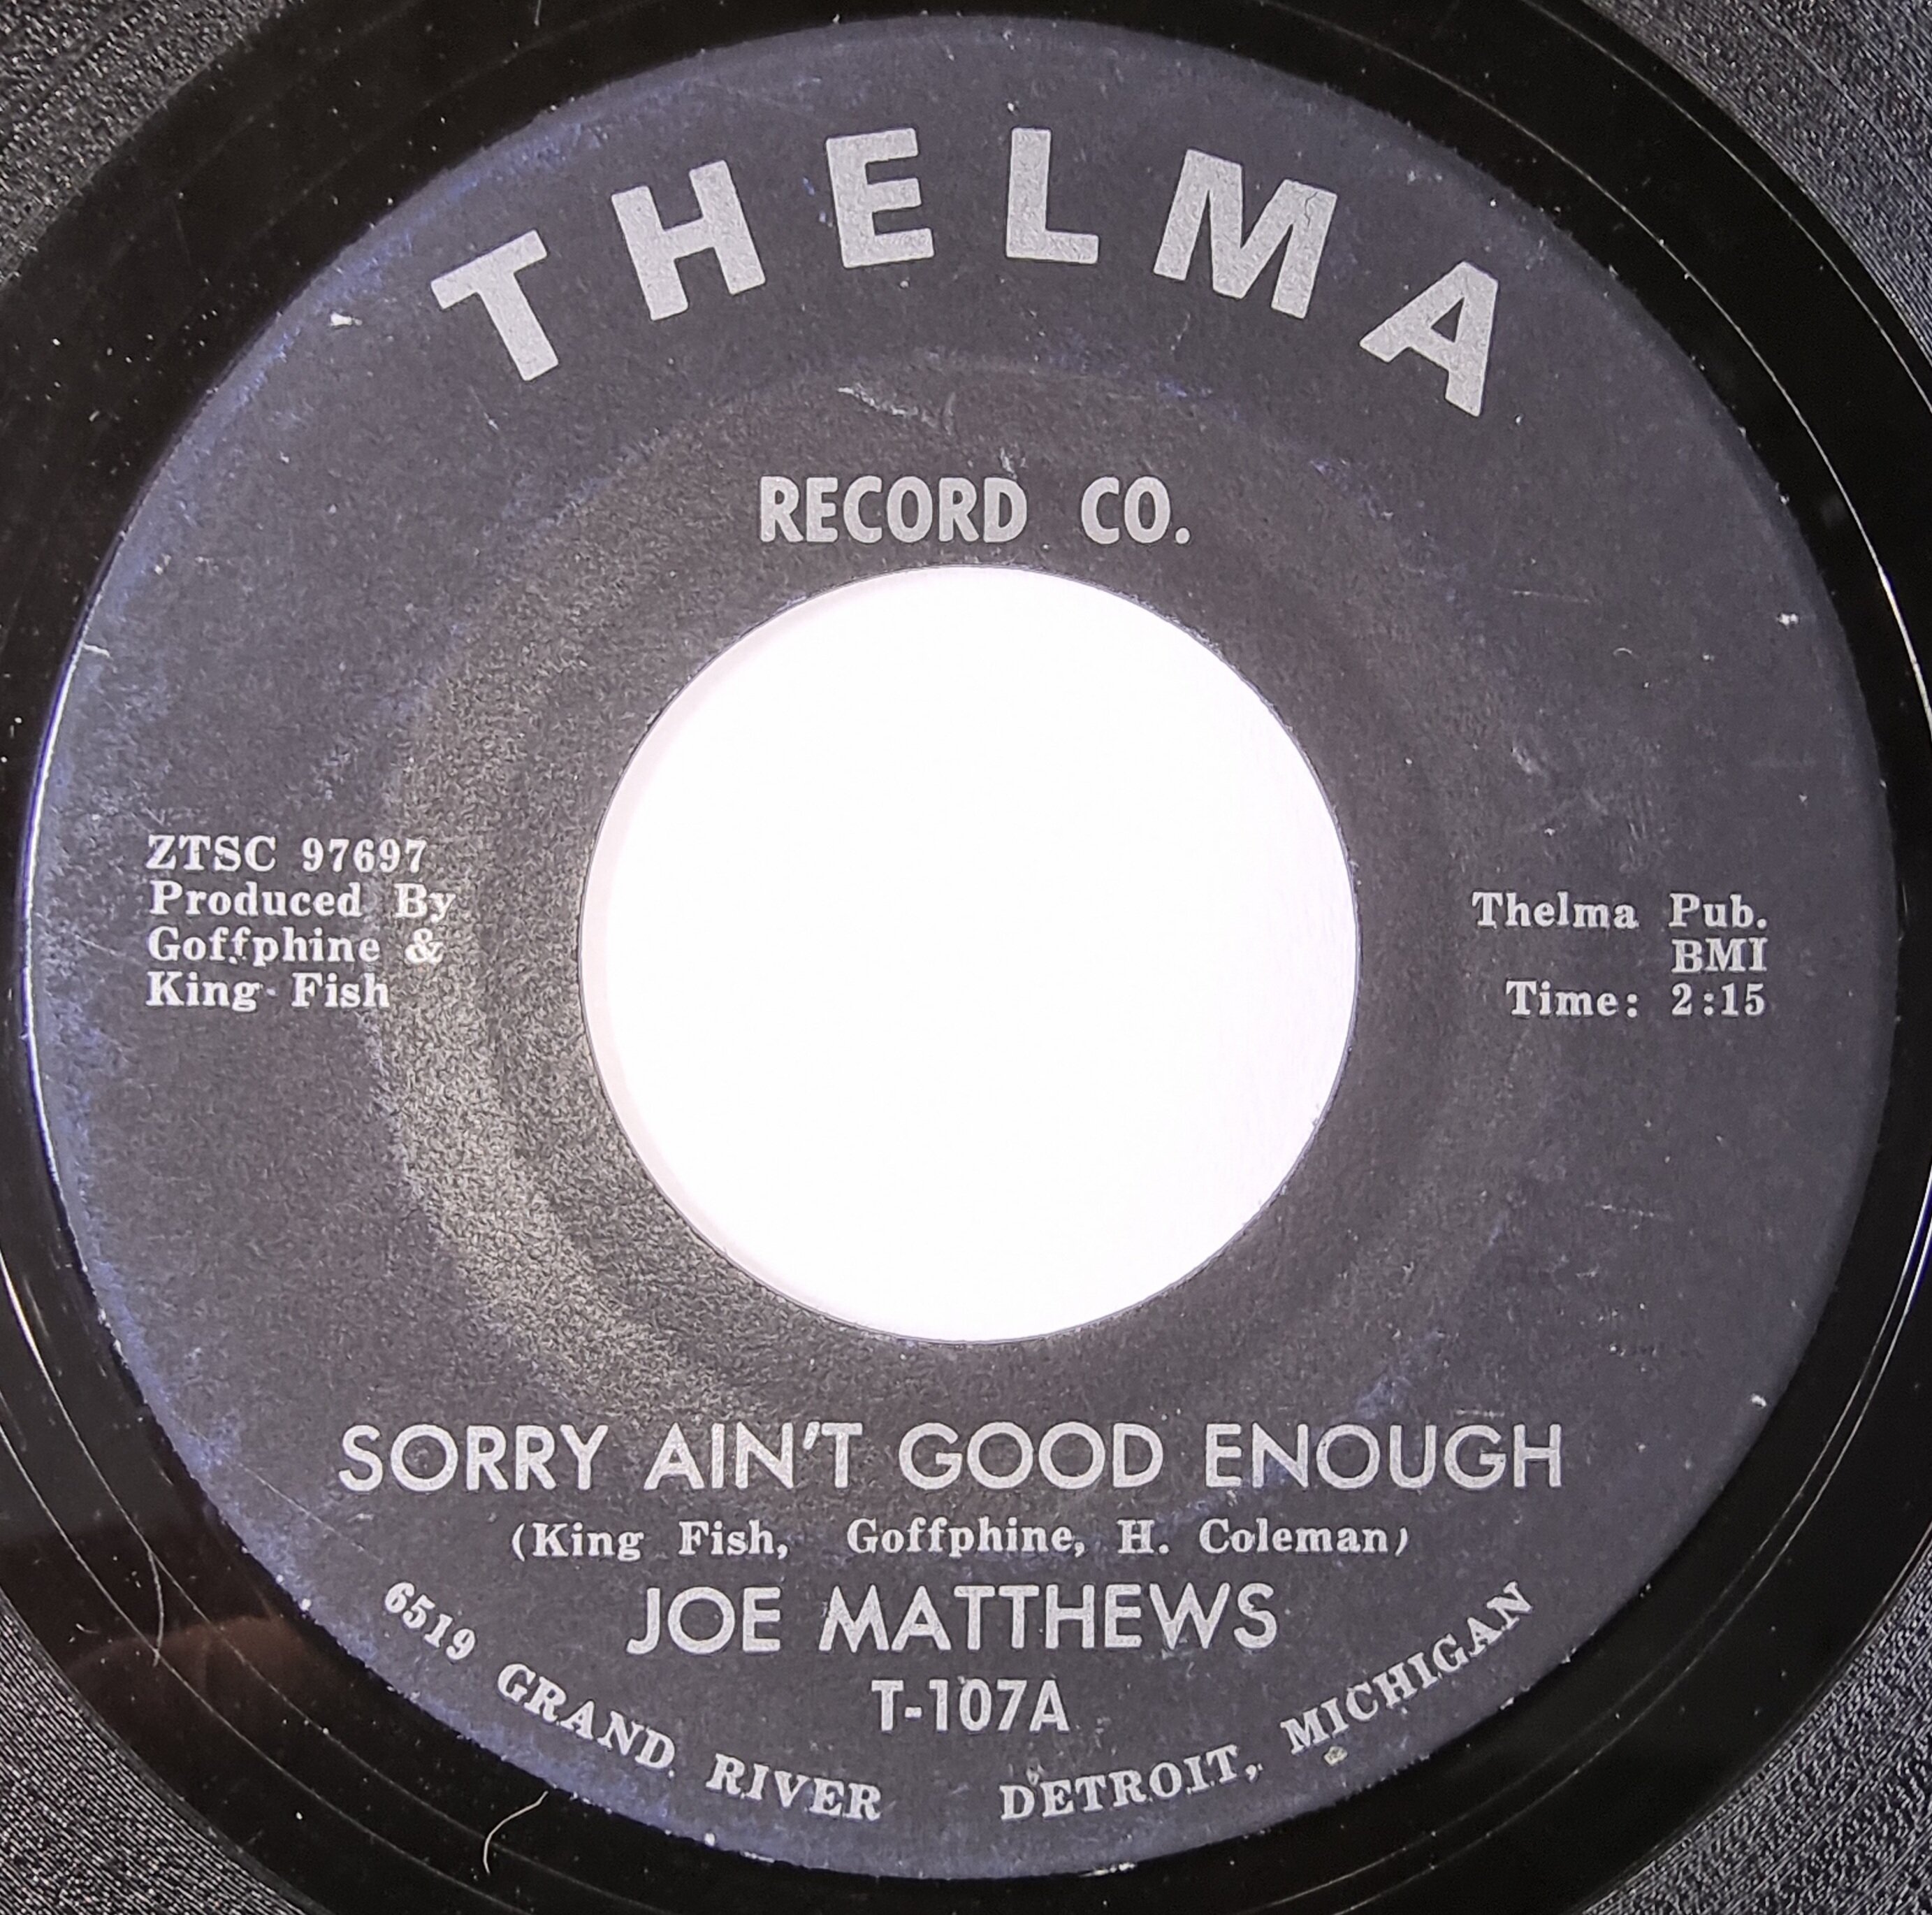 THELMA
RECORD CO.
ZTSC 97697
Produced By
Goffphine &
King Fish
Thelma Pub.
BMI
Time: 2:15
SORRY AIN'T GOOD ENOUGH
(King Fish, Goffphine, H. Coleman)
JOE MATTHEWS
T-107A
6519 GRAND RIVER DETROIT, MICHIGAN